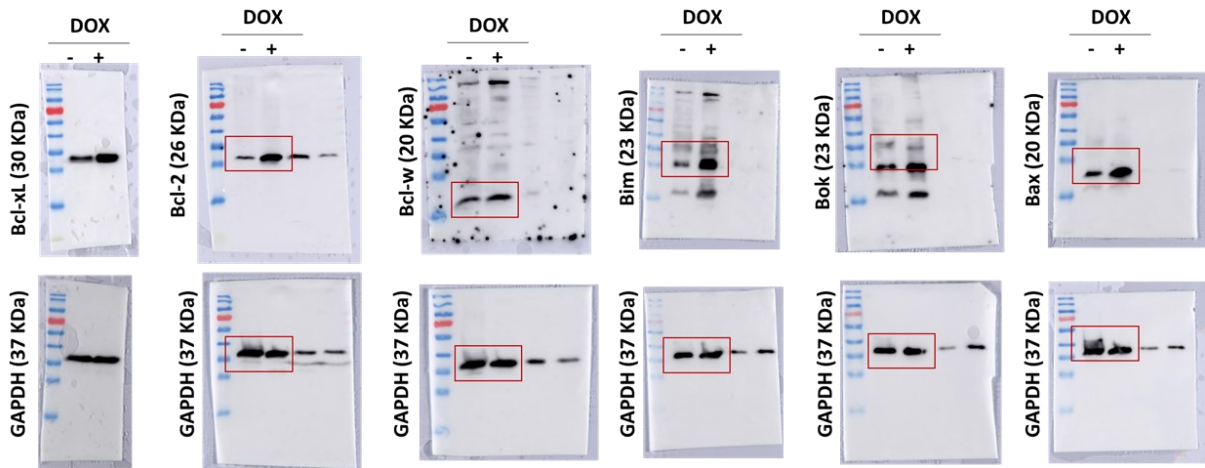 DOX
- +
DOX
- +
DOX
- +
DOX
- +
DOX
- +
DOX
- +
Bcl-xL (30 KDa)
Bcl-2 (26 KDa)
Bcl-w (20 KDa)
Bim (23 KDa)
Bok (23 KDa)
Bax (20 KDa)
GAPDH (37 KDa)
GAPDH (37 KDa)
GAPDH (37 KDa)
GAPDH (37 KDa)
GAPDH (37 KDa)
GAPDH (37 KDa)